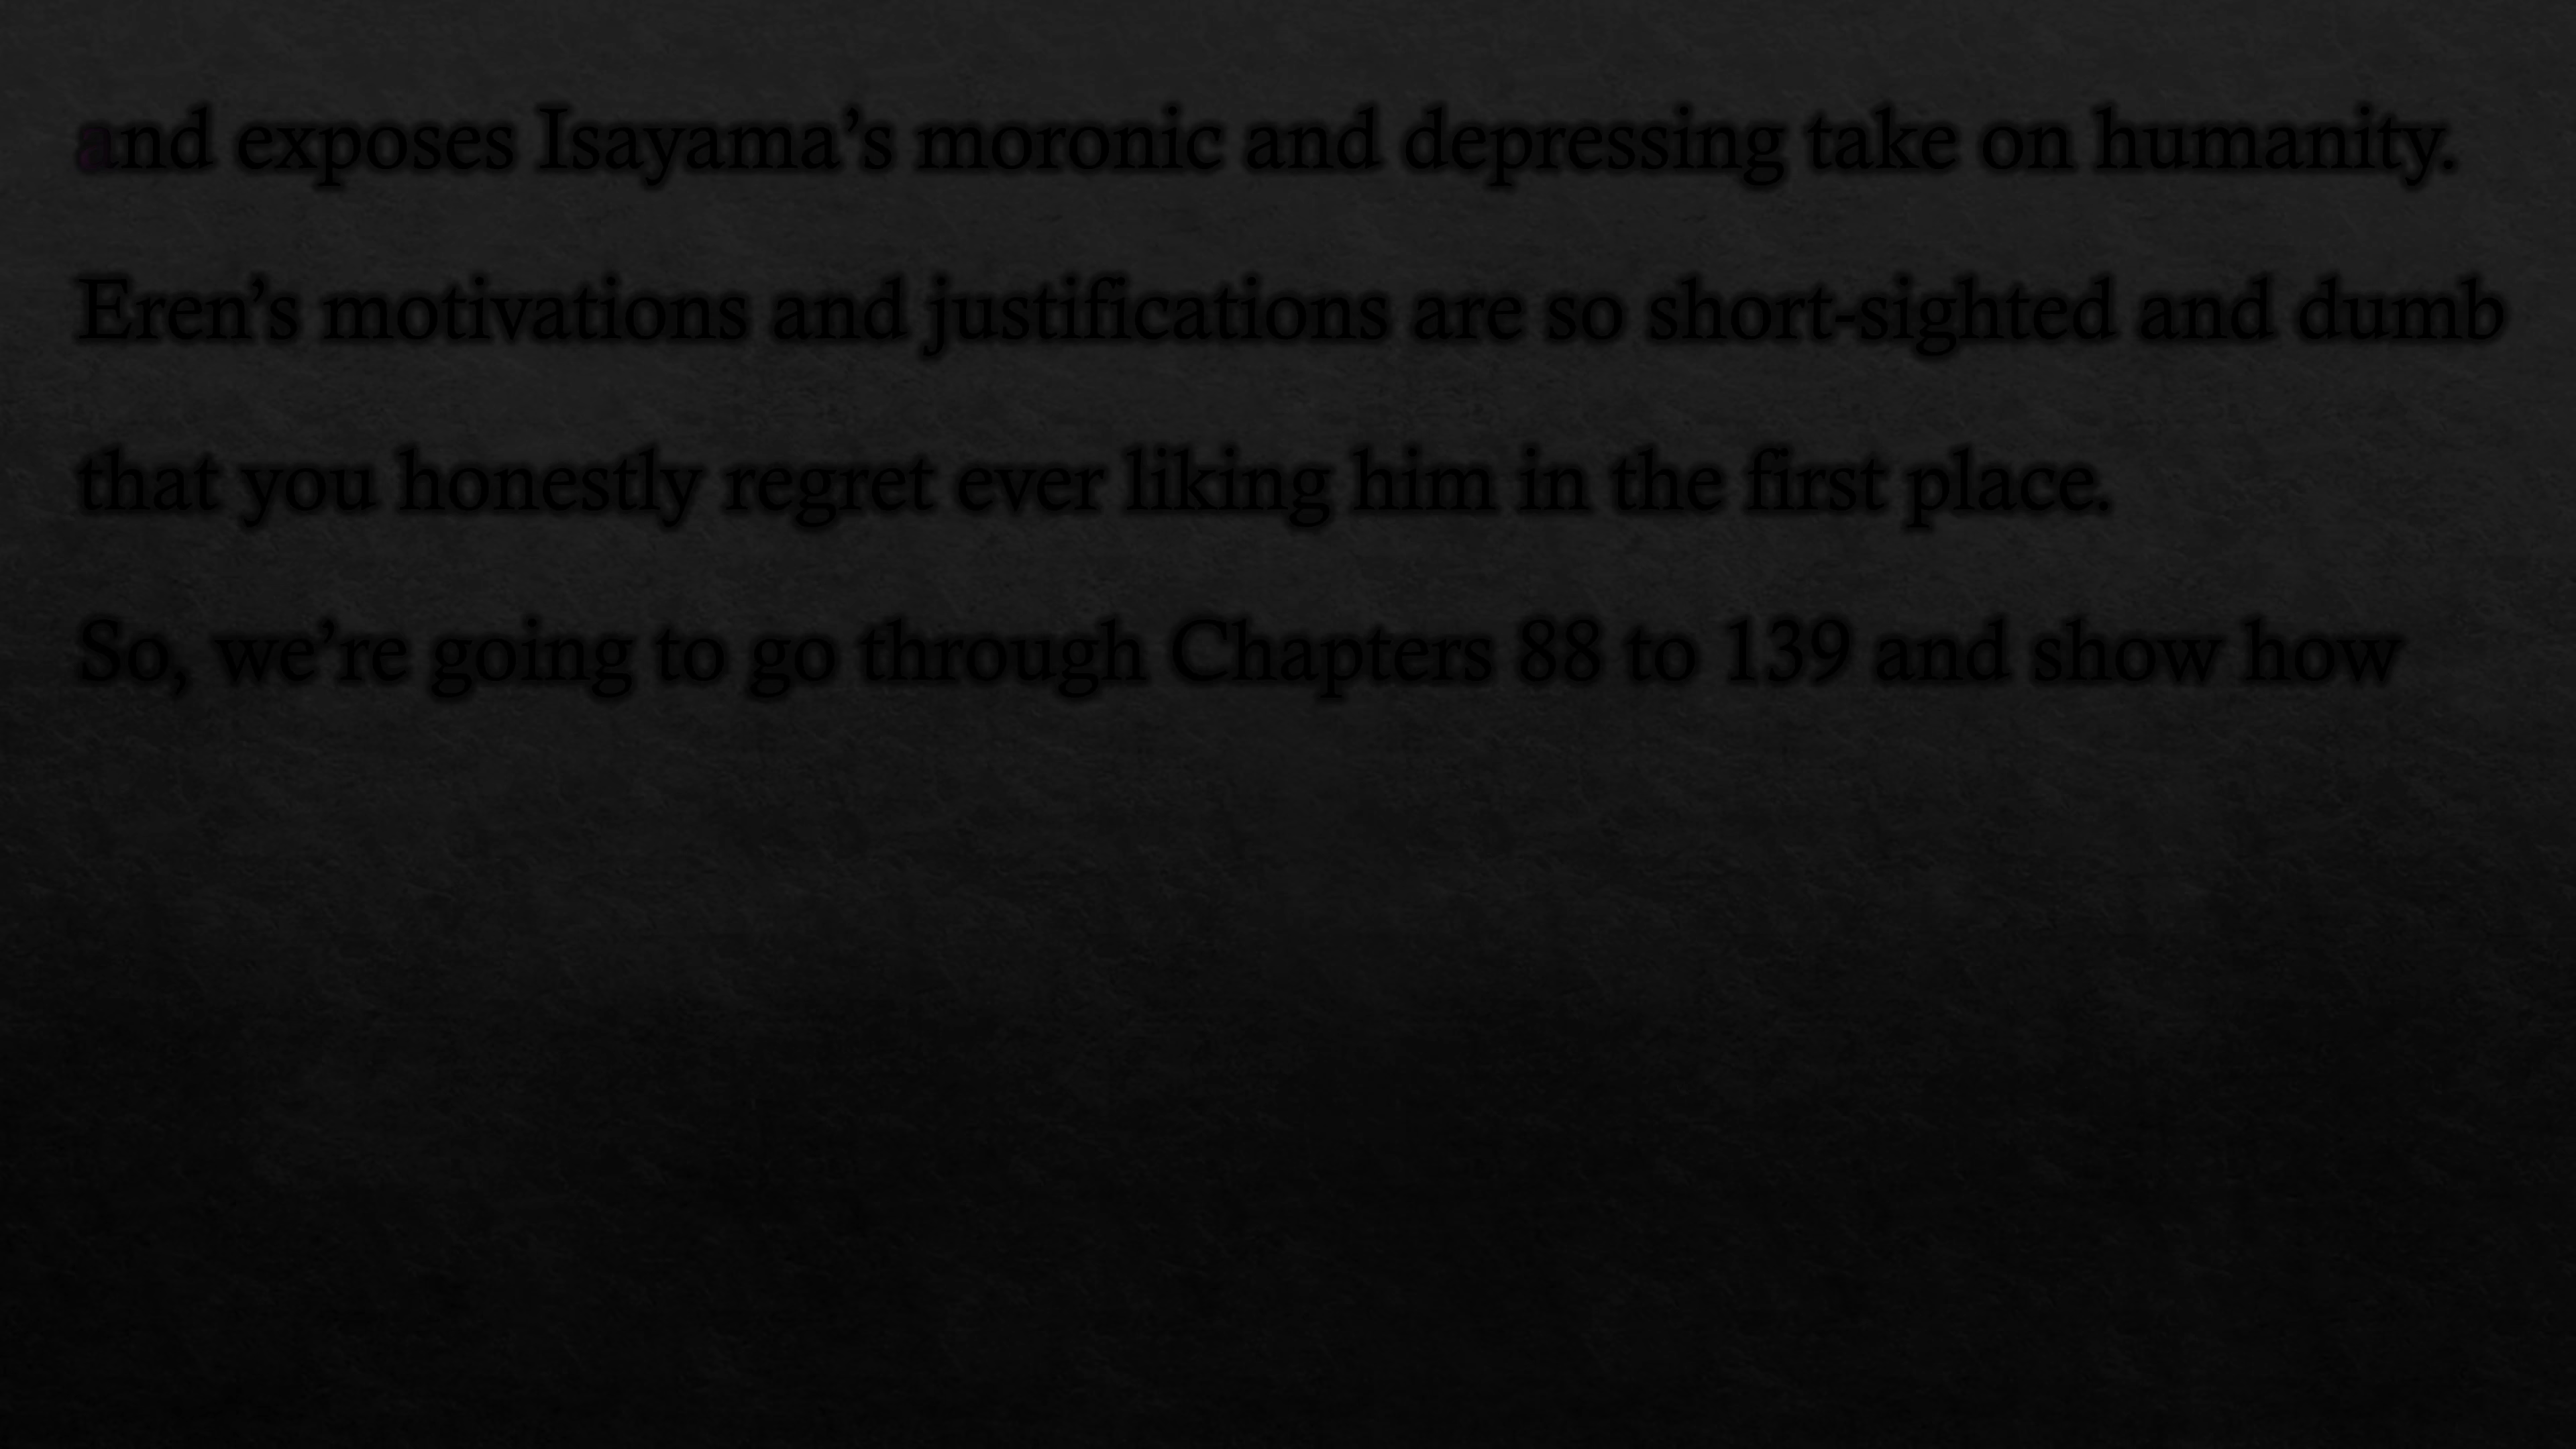 and exposes Isayama’s moronic and depressing take on humanity.
Eren’s motivations and justifications are so short-sighted and dumb
that you honestly regret ever liking him in the first place.
So, we’re going to go through Chapters 88 to 139 and show how